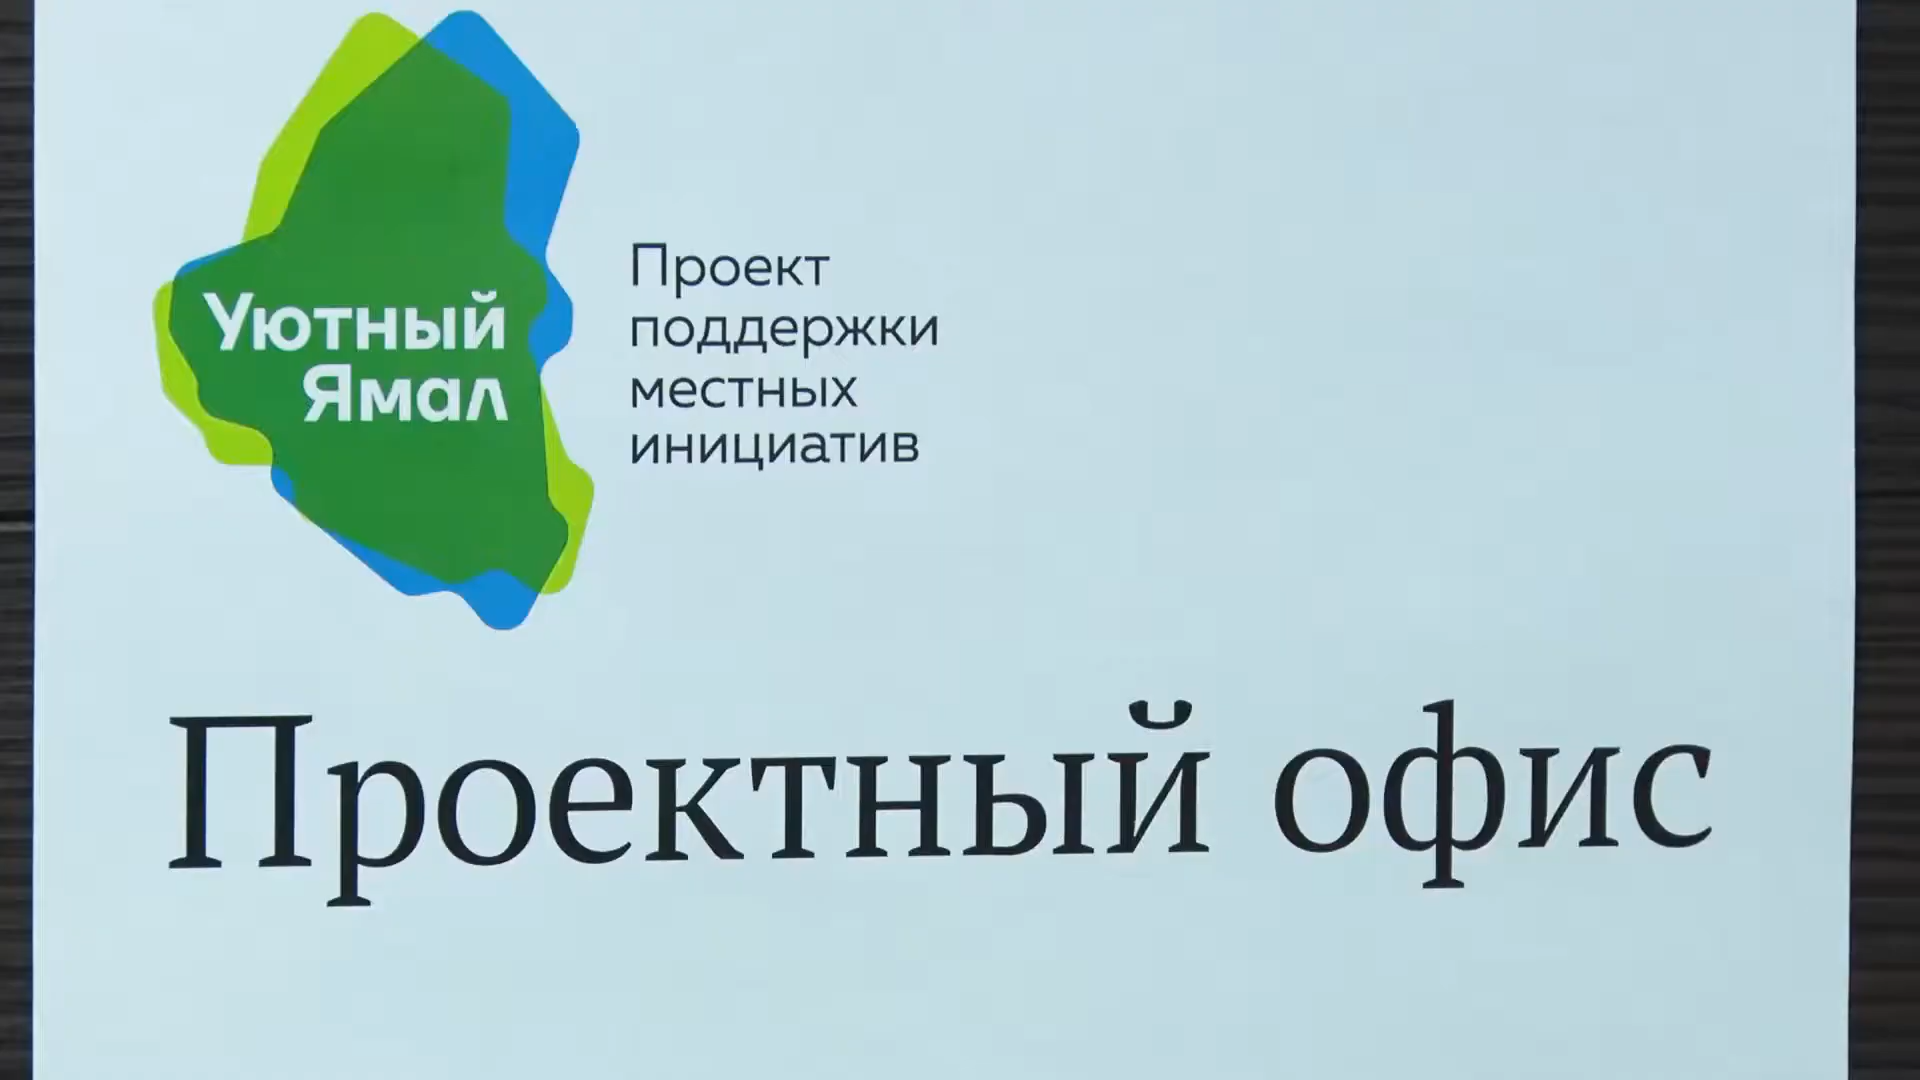 Уютный
Ямал
Проект
поддержки
местных
инициатив
Проектный офис